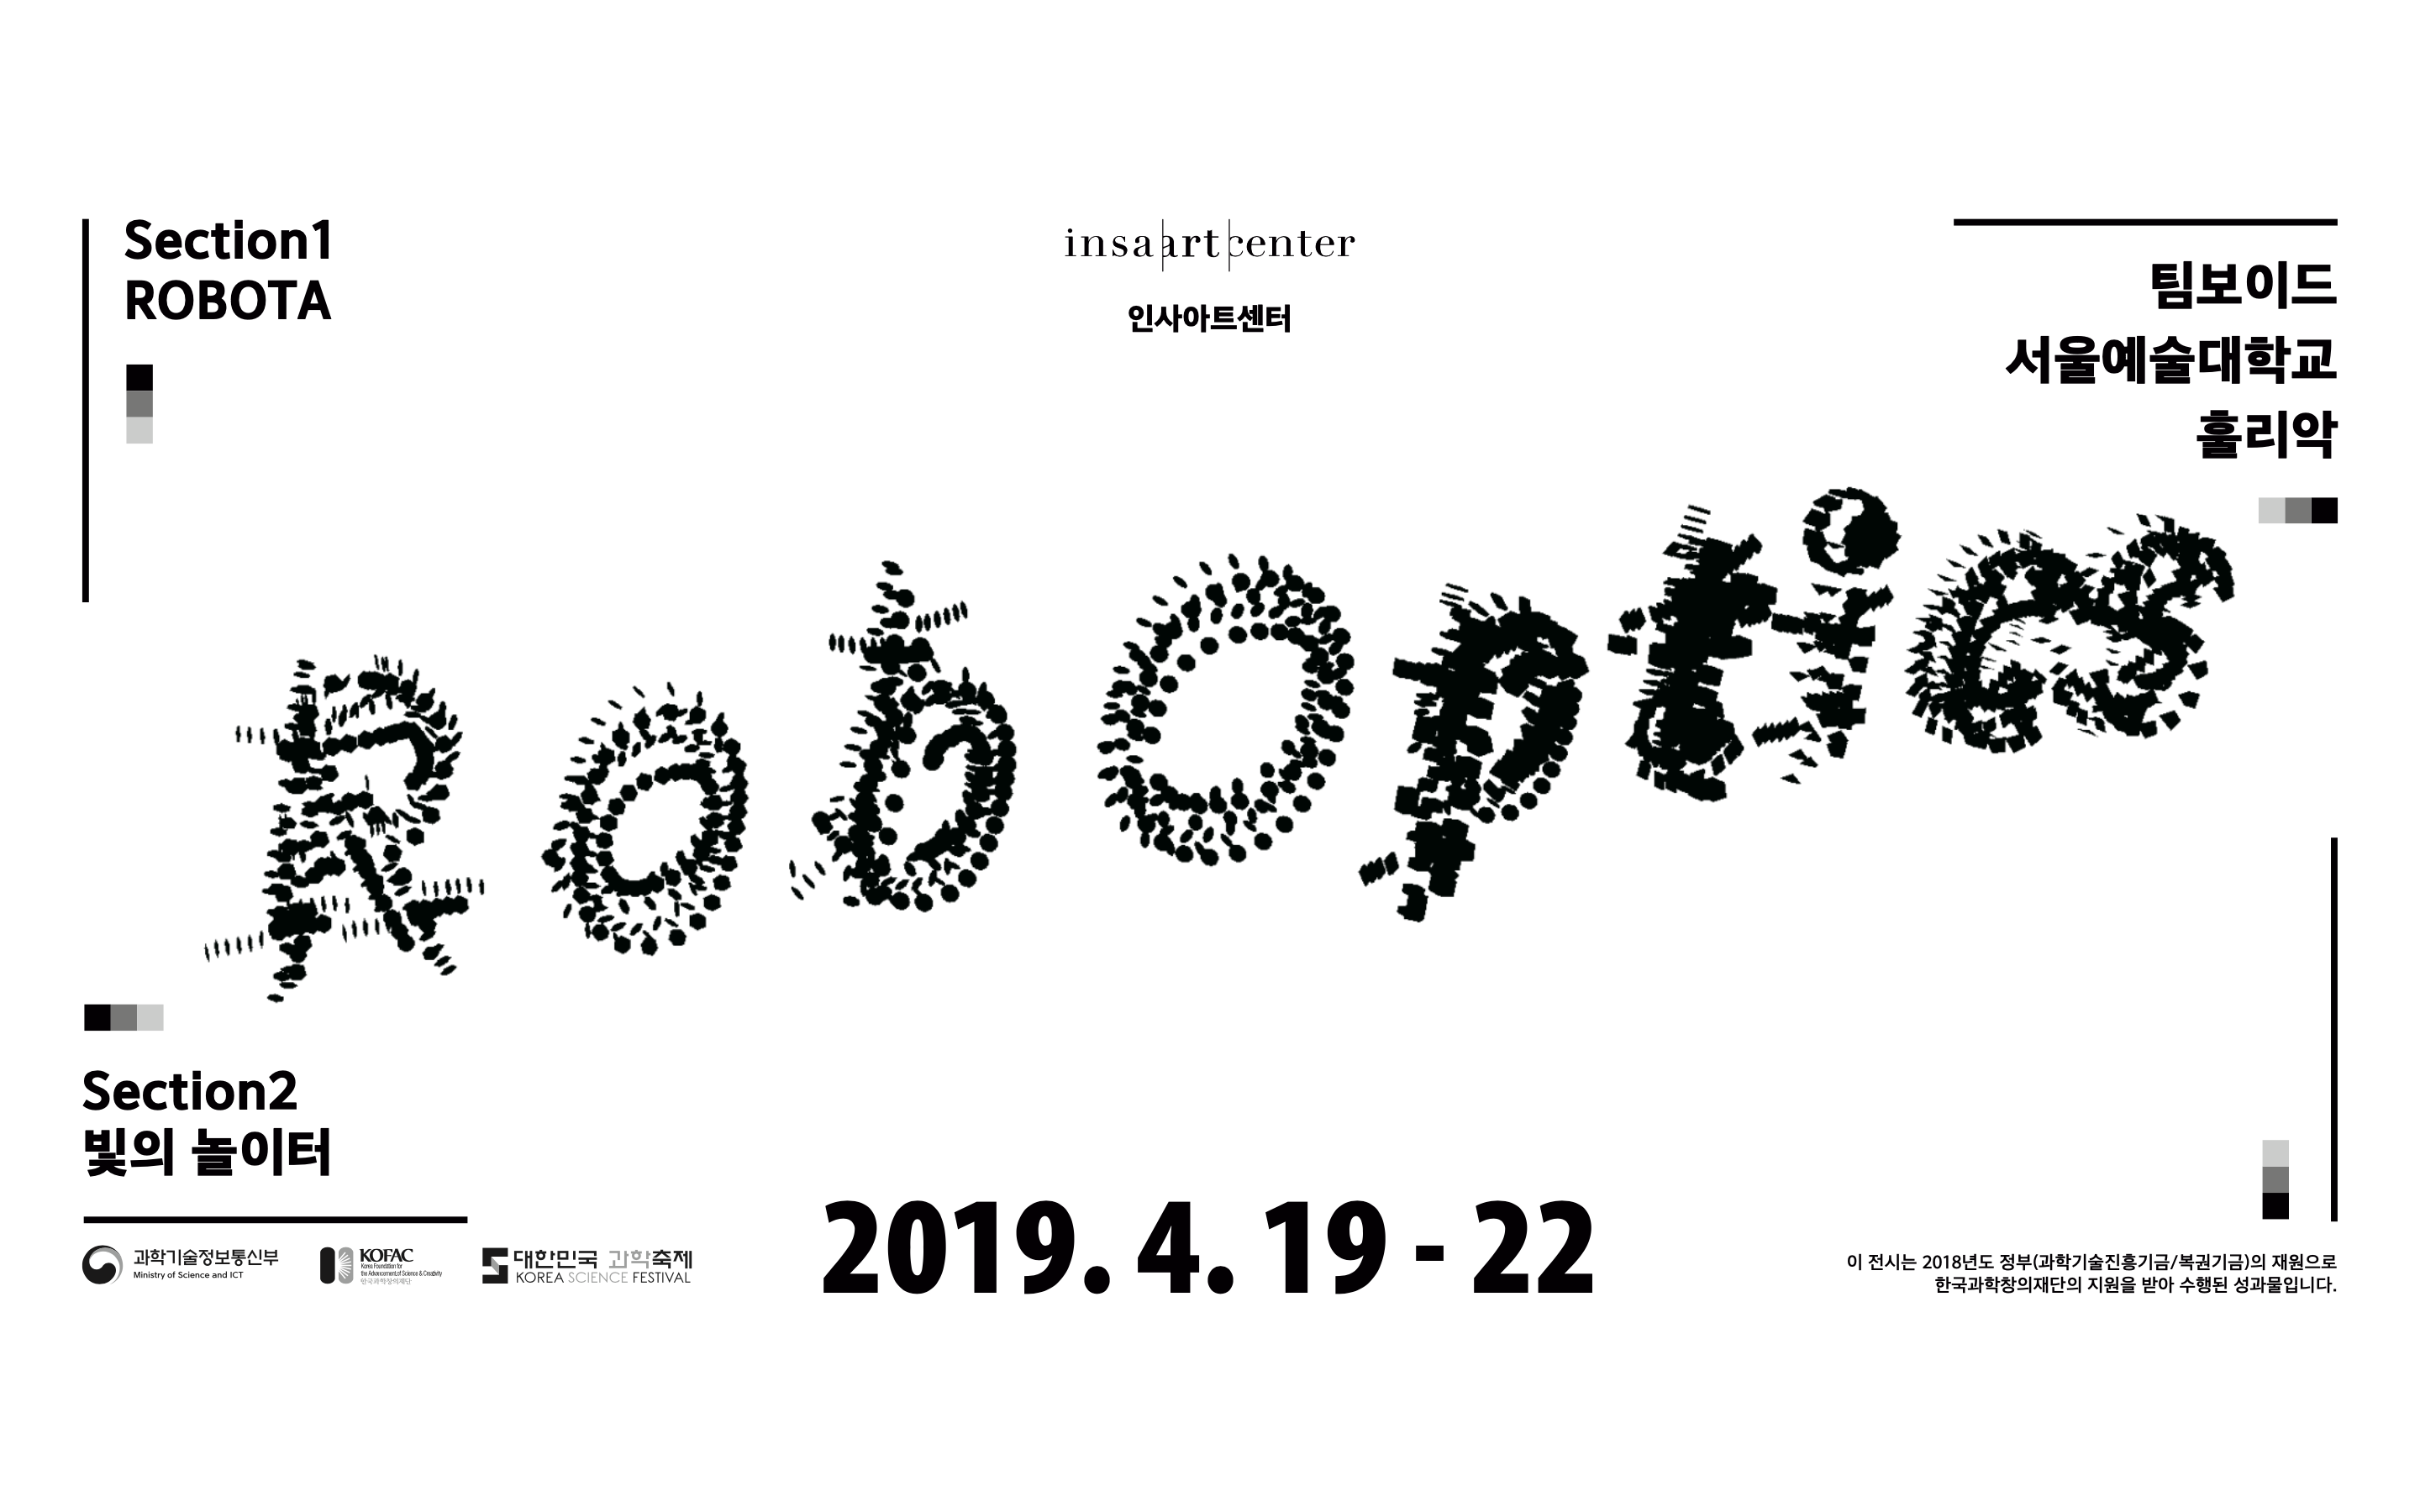 Section1
ROBOTA
insaartcenter
인사아트센터
팀보이드
서울예술대학교
훌리악
Roboptics
Section2
빛의 놀이터
과학기술정보통신부
Ministry of Science and ICT
KOFAC
Korea Foundation for
the Advancement of Science & Creativity
한국과학창의재단
대한민국 과학축제
KOREA SCIENCE FESTIVAL
2019. 4. 19 - 22
이 전시는 2018년도 정부(과학기술진흥기금/복권기금)의 재원으로
한국과학창의재단의 지원을 받아 수행된 성과물입니다.